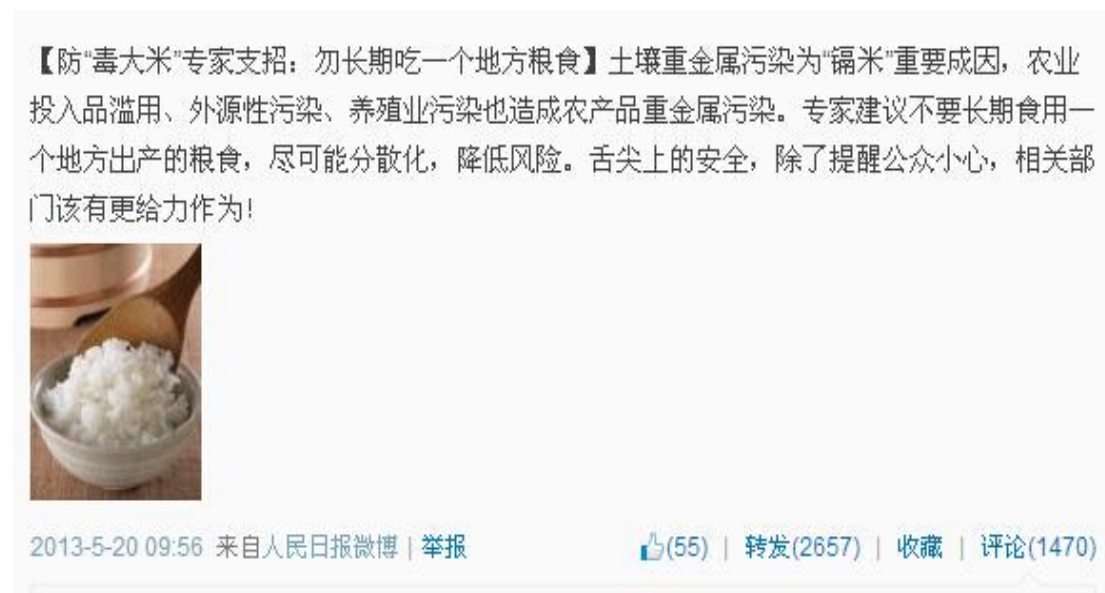 【防“毒大米”专家支招：勿长期吃一个地方粮食】土壤重金属污染为“镉米”重要成因，农业
投入品滥用、外源性污染、养殖业污染也造成农产品重金属污染。专家建议不要长期食用一
个地方出产的粮食，尽可能分散化，降低风险。舌尖上的安全，除了提醒公众小心，相关部
门该有更给力作为！
2013-5-20 09:56 来自人民日报微博 | 举报 (55) | 转发(2657) | 收藏 | 评论(1470)